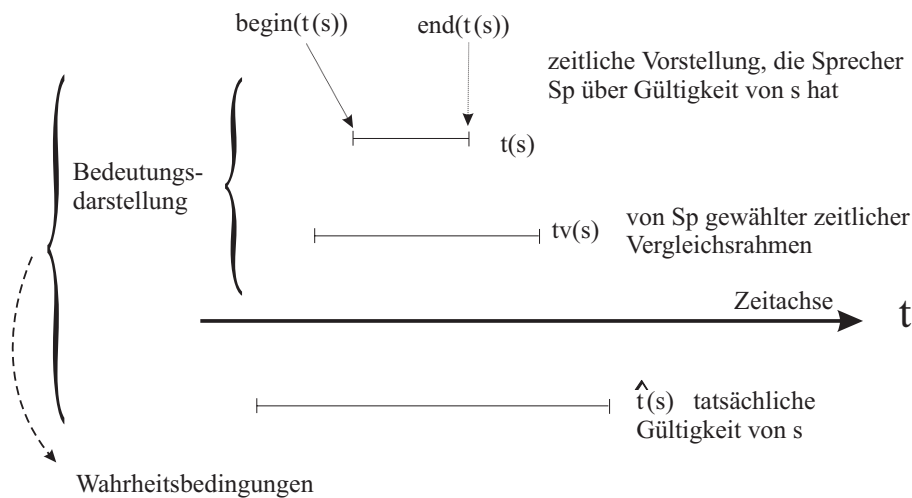 begin(t(s)) end(t(s))
zeitliche Vorstellung, die Sprecher
Sp über Gültigkeit von s hat
t(s)
Bedeutungs-
darstellung
tv(s)
von Sp gewählter zeitlicher
Vergleichsrahmen
Zeitachse
t
t̂(s) tatsächliche
Gültigkeit von s
Wahrheitsbedingungen